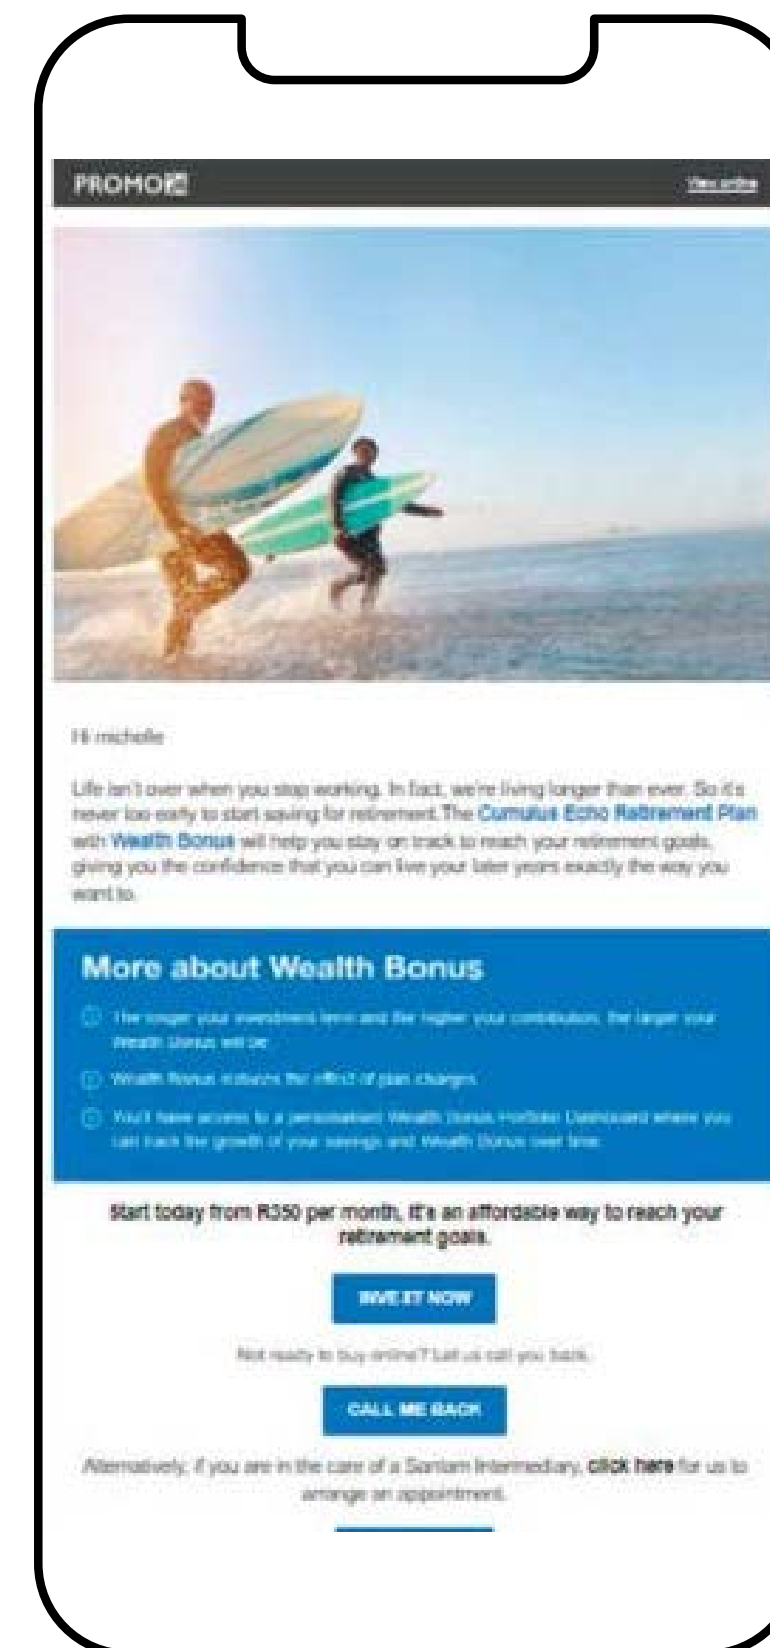 PROMO
View online
Hi michelle
Life isn't over when you stop working. In fact, we're living longer than ever. So it's
never too early to start saving for retirement. The Cumulus Echo Retirement Plan
with Wealth Bonus will help you stay on track to reach your retirement goals,
giving you the confidence that you can live your later years exactly the way you
want to.
More about Wealth Bonus
The longer your investment term and the higher your contribution, the larger your
Wealth Bonus will be
Wealth Bonus reduces the effect of plan charges
You'll have access to a personalised Wealth Bonus Portfolio Dashboard where you
can track the growth of your savings and Wealth Bonus over time
Start today from R350 per month, it's an affordable way to reach your
retirement goals.
INVEST NOW
Not ready to buy online? Let us call you back.
CALL ME BACK
Alternatively, if you are in the care of a Intermediary, click here for us to
arrange an appointment.